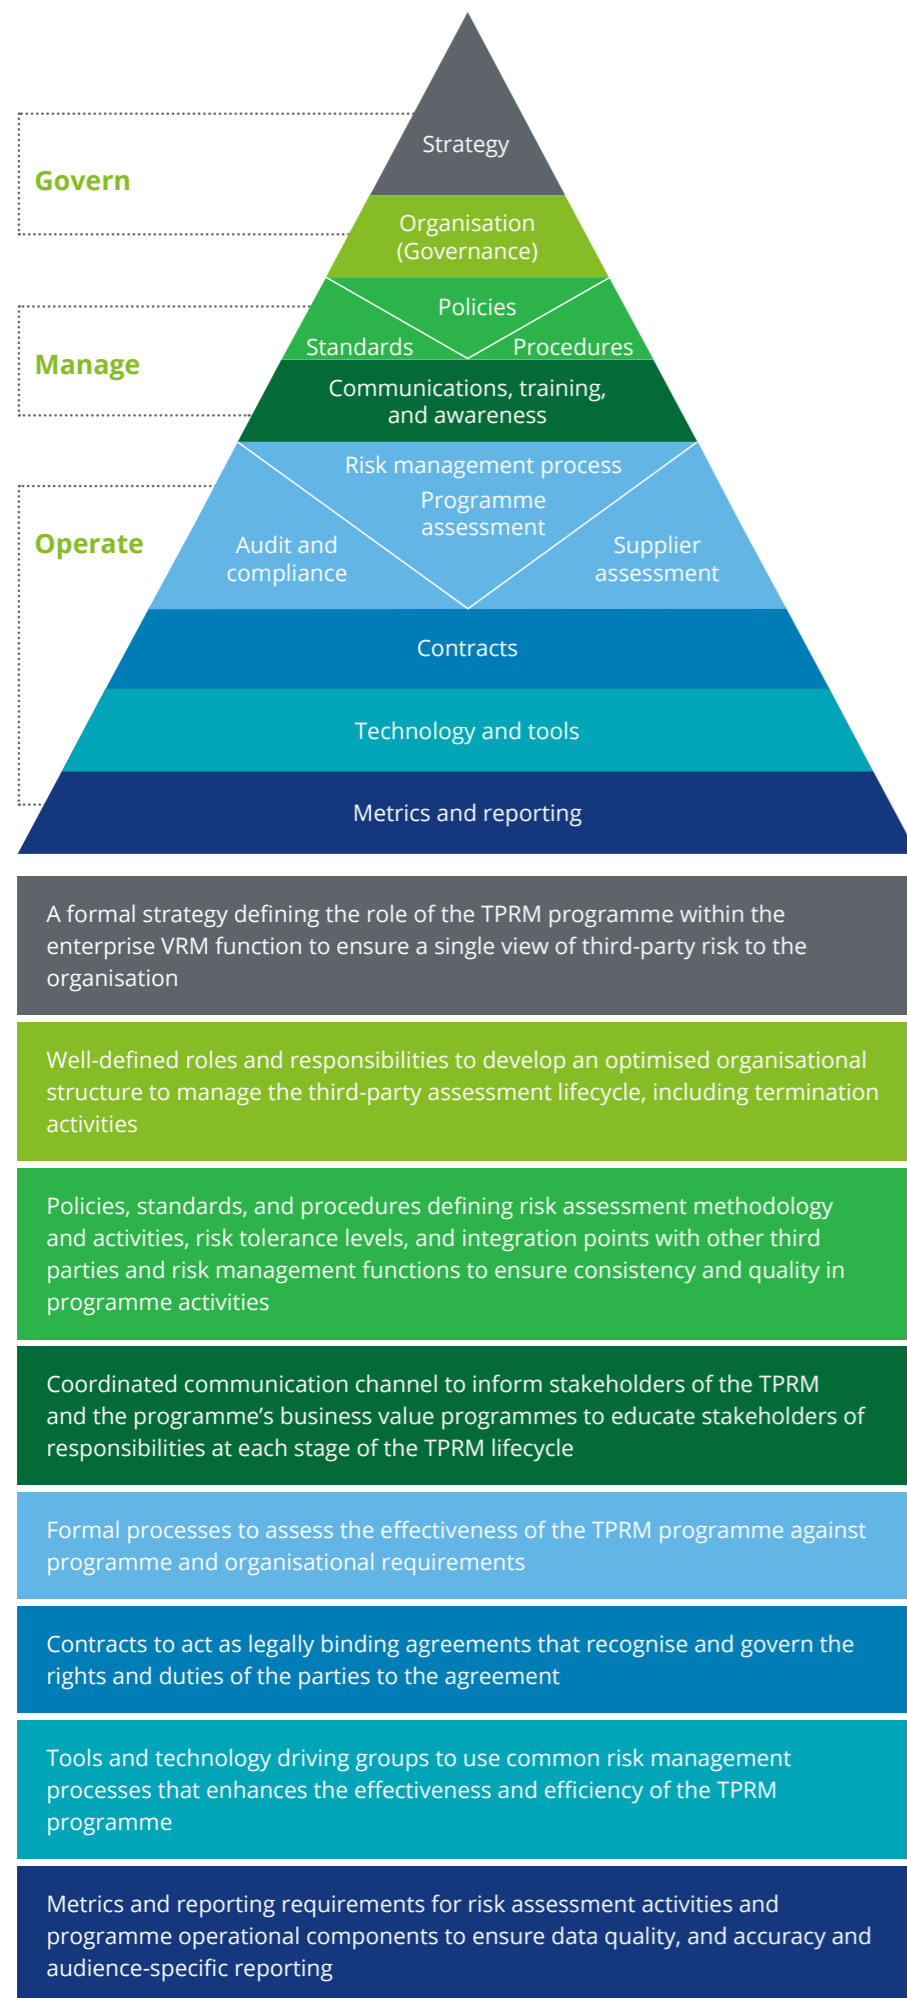 Strategy
Govern
Organisation
(Governance)
Policies
Standards
Procedures
Manage
Communications, training,
and awareness
Risk management process
Programme
assessment
Operate
Audit and
compliance
Supplier
assessment
Contracts
Technology and tools
Metrics and reporting
A formal strategy defining the role of the TPRM programme within the
enterprise VRM function to ensure a single view of third-party risk to the
organisation
Well-defined roles and responsibilities to develop an optimised organisational
structure to manage the third-party assessment lifecycle, including termination
activities
Policies, standards, and procedures defining risk assessment methodology
and activities, risk tolerance levels, and integration points with other third
parties and risk management functions to ensure consistency and quality in
programme activities
Coordinated communication channel to inform stakeholders of the TPRM
and the programme’s business value programmes to educate stakeholders of
responsibilities at each stage of the TPRM lifecycle
Formal processes to assess the effectiveness of the TPRM programme against
programme and organisational requirements
Contracts to act as legally binding agreements that recognise and govern the
rights and duties of the parties to the agreement
Tools and technology driving groups to use common risk management
processes that enhances the effectiveness and efficiency of the TPRM
programme
Metrics and reporting requirements for risk assessment activities and
programme operational components to ensure data quality, and accuracy and
audience-specific reporting